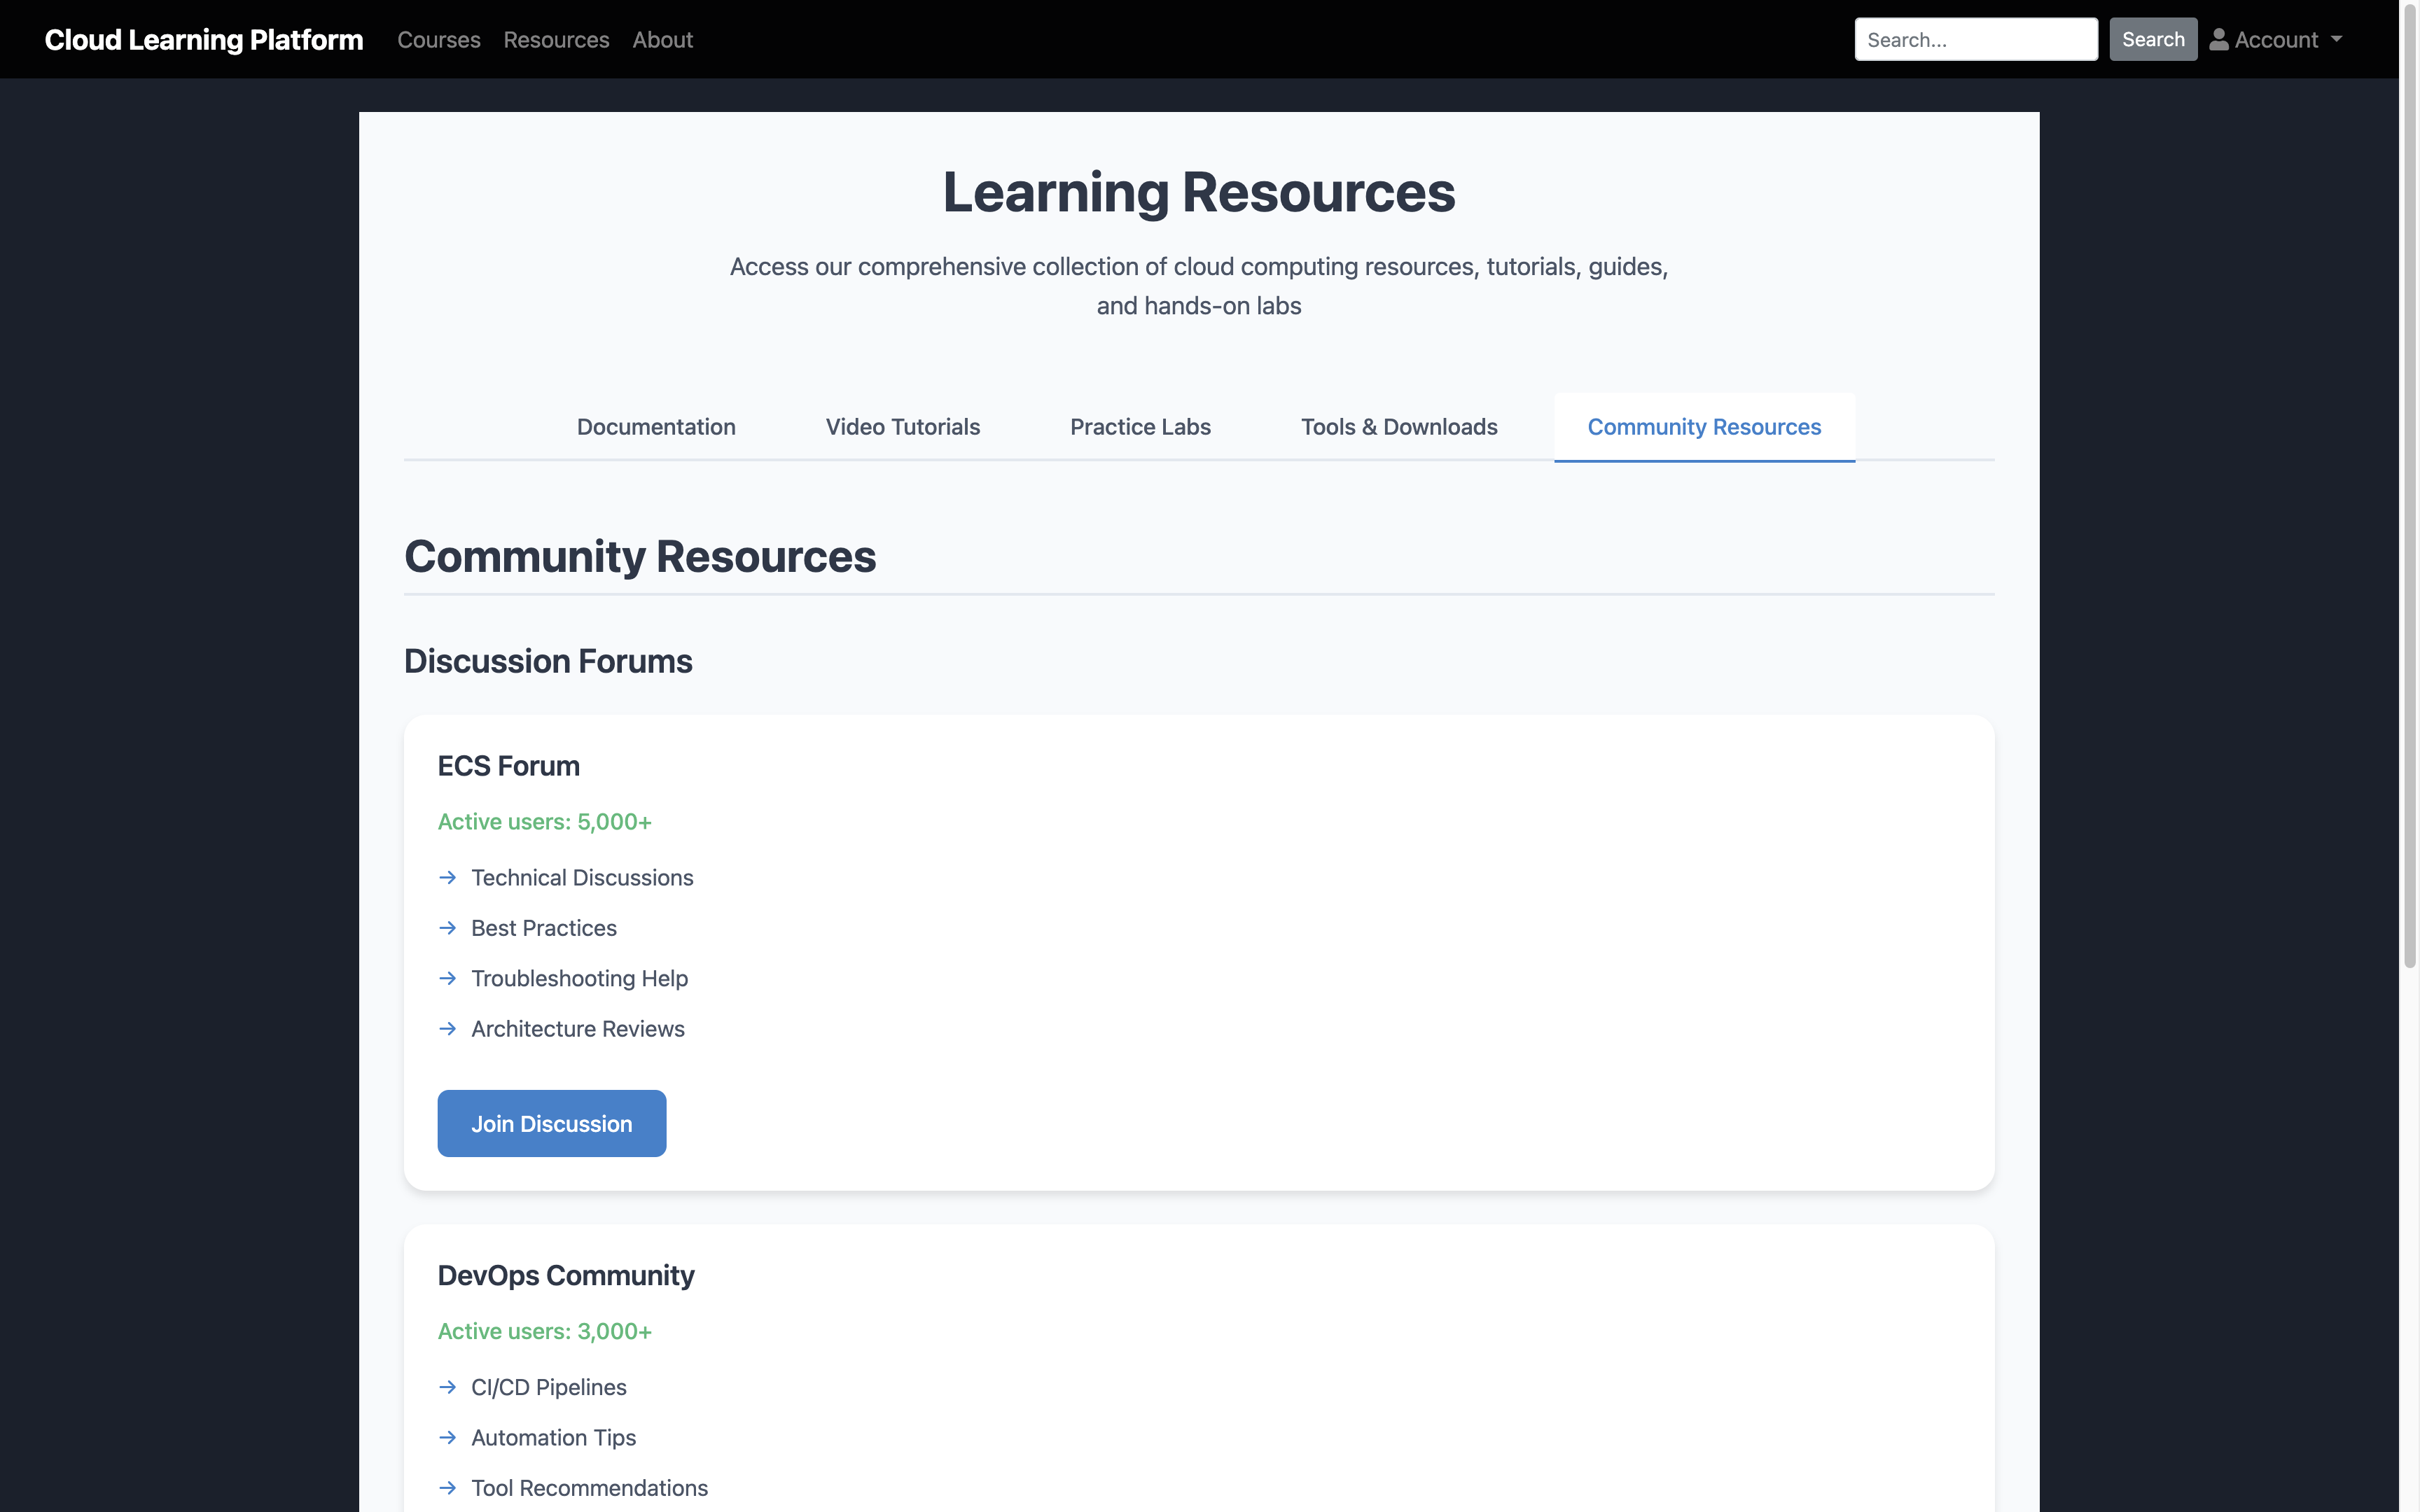 Cloud Learning Platform Courses Resources About Search... Search Account
Learning Resources
Access our comprehensive collection of cloud computing resources, tutorials, guides,
and hands-on labs
Documentation Video Tutorials Practice Labs Tools & Downloads Community Resources
Community Resources
Discussion Forums
ECS Forum
Active users: 5,000+
→ Technical Discussions
→ Best Practices
→ Troubleshooting Help
→ Architecture Reviews
Join Discussion
DevOps Community
Active users: 3,000+
→ CI/CD Pipelines
→ Automation Tips
→ Tool Recommendations